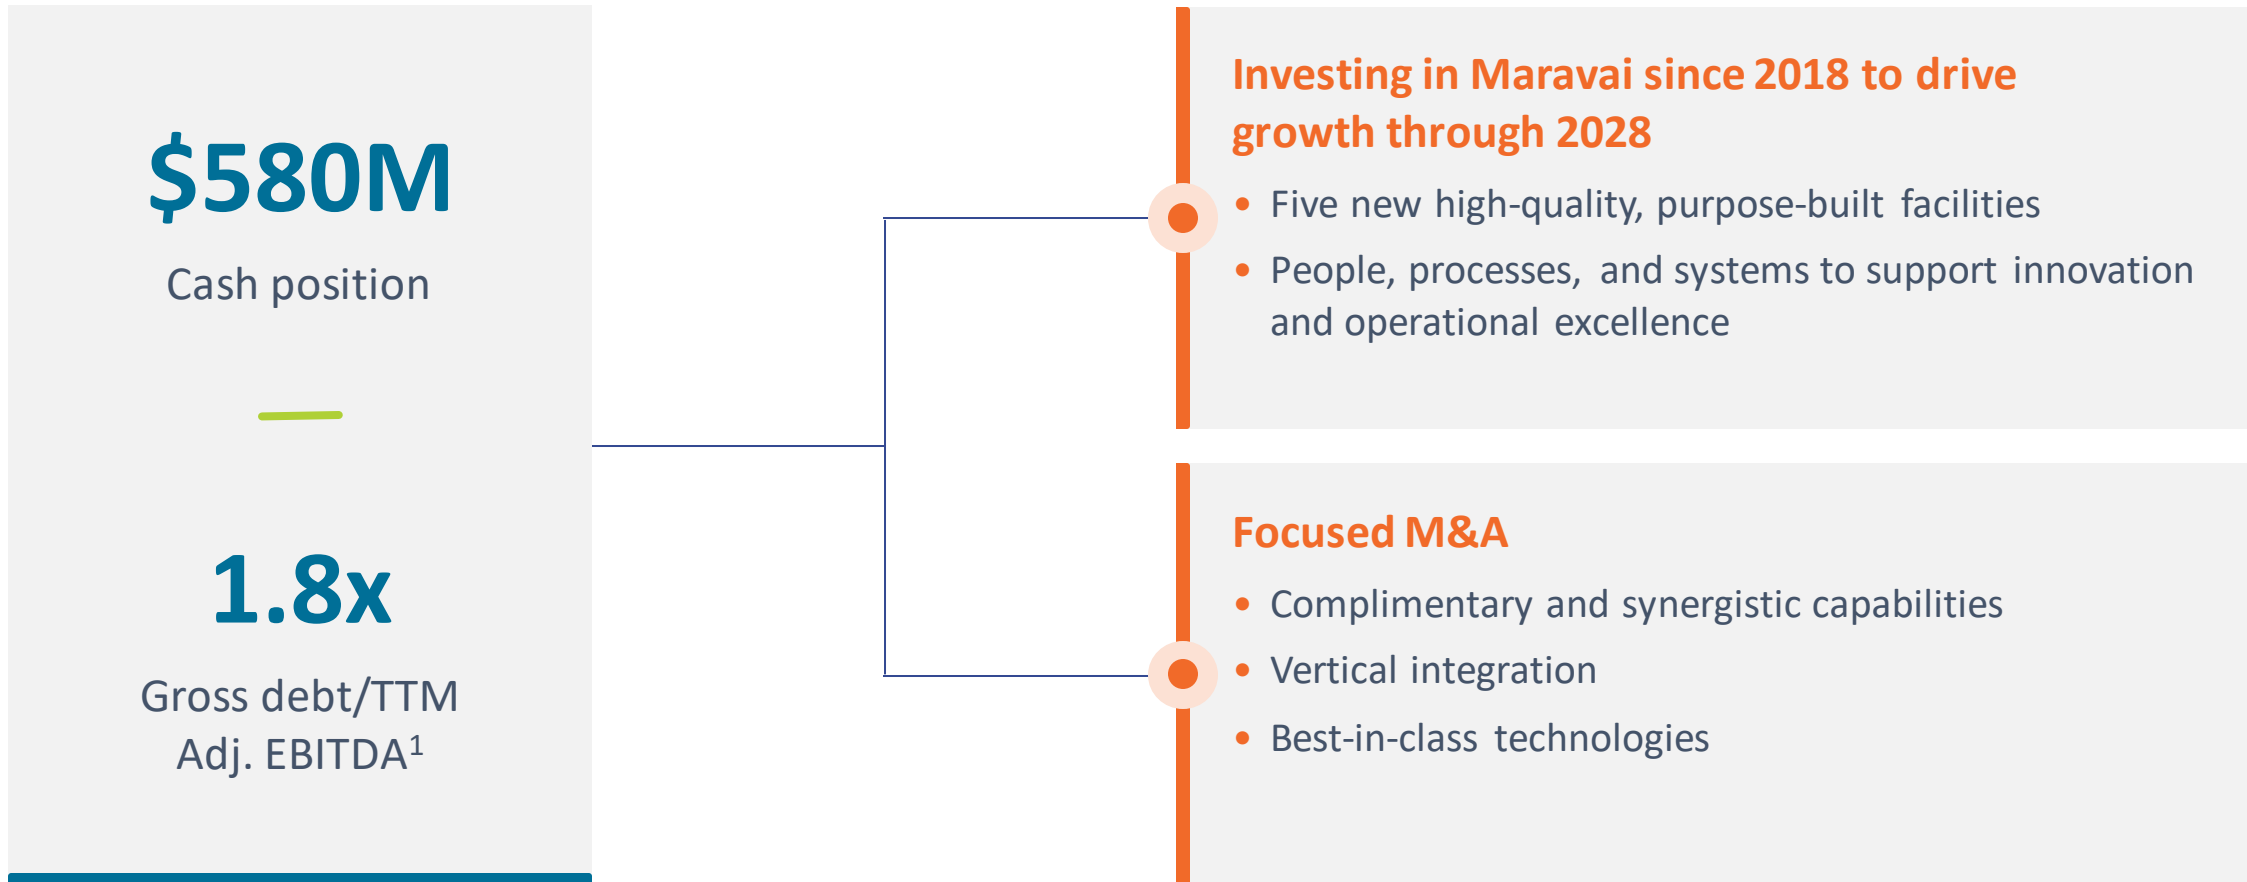 $580M
Cash position
1.8x
Gross debt/TTM
Adj. EBITDA¹
Investing in Maravai since 2018 to drive
growth through 2028
• Five new high-quality, purpose-built facilities
• People, processes, and systems to support innovation
and operational excellence
Focused M&A
• Complimentary and synergistic capabilities
• Vertical integration
• Best-in-class technologies